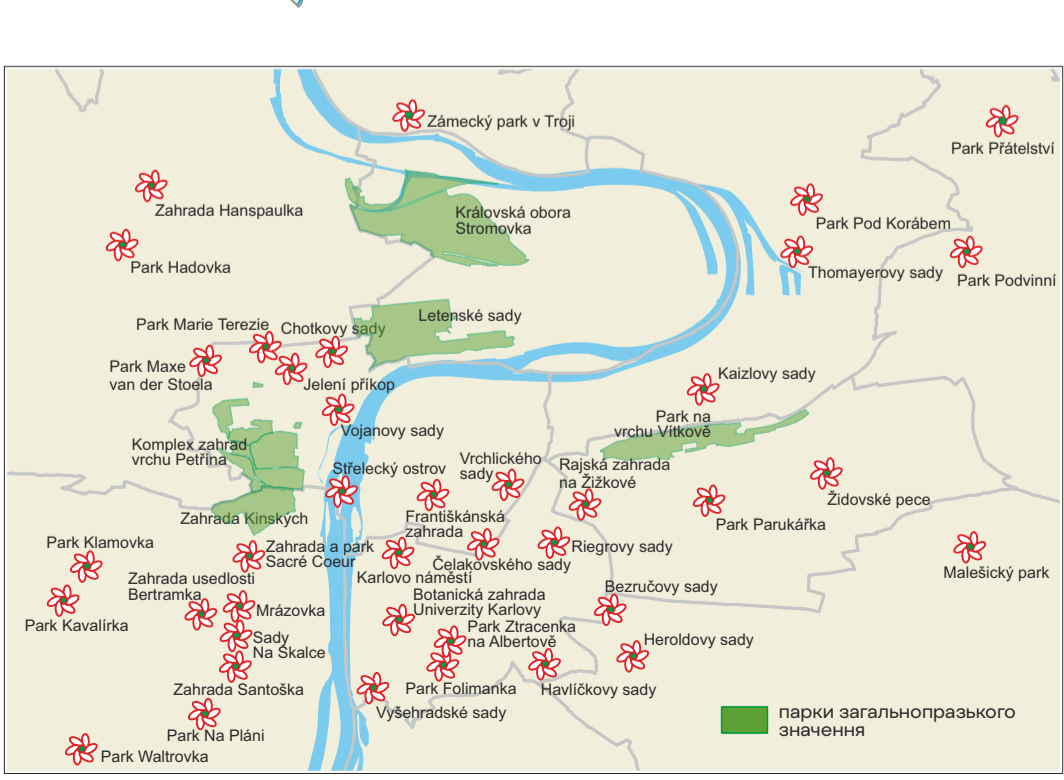 Zámecký park v Troji
Park Přátelství
Zahrada Hanspaulka
Královská obora
Stromovka
Park Pod Korábem
Park Hadovka
Thomayerovy sady
Park Podvinní
Letenské sady
Park Marie Terezie
Chotkovy sady
Park Maxe
van der Stoela
Jelení příkop
Kaizlovy sady
Park na
vrchu Vítkově
Vojanovy sady
Komplex zahrad
vrchu Petřína
Střelecký ostrov
Vrchlického
sady
Rajská zahrada
na Žižkové
Židovské pece
Zahrada Kinských
Františkánská
zahrada
Park Parukářka
Park Klamovka
Zahrada a park
Sacré Coeur
Čelakovského sady
Riegrovy sady
Malešický park
Karlovo náměstí
Zahrada usedlosti
Bertramka
Botanická zahrada
Univerzity Karlovy
Bezručovy sady
Park Kavalírka
Mrázovka
Park Ztracenka
na Albertově
Sady
Na Skalce
Heroldovy sady
Zahrada Santoška
Park Folimanka
Havlíčkovy sady
Vyšehradské sady
Park Na Pláni
Park Waltrovka
парки загальнопразького
значення